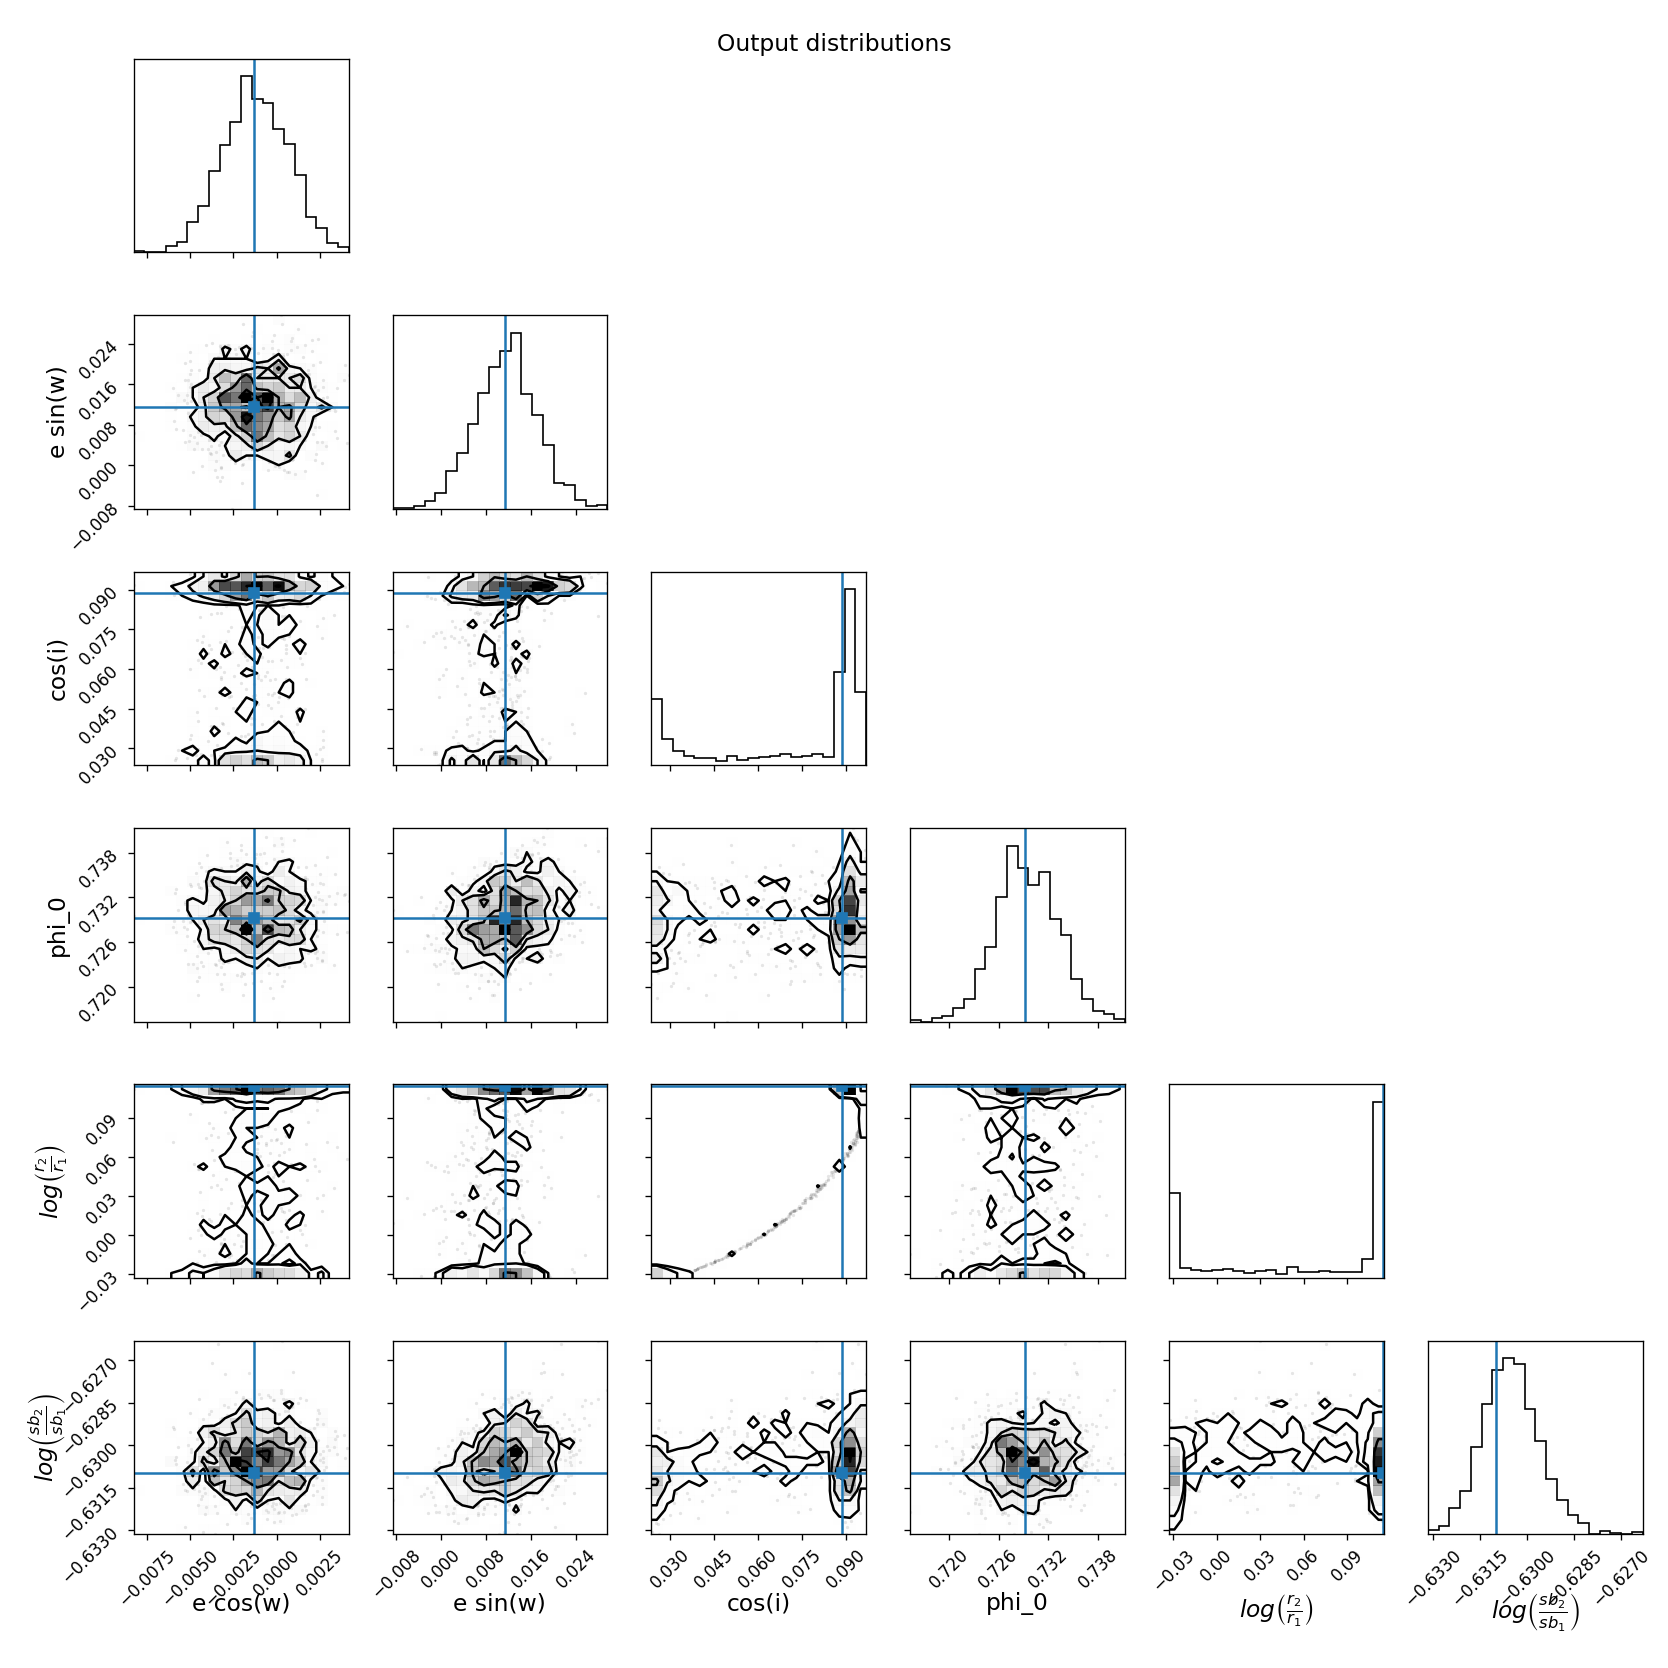 Output distributions
e sin(w)
0.024
0.016
0.008
0.000
−0.008
cos(i)
0.090
0.075
0.060
0.045
0.030
phi_0
0.738
0.732
0.726
0.720
log(r₂/r₁)
0.09
0.06
0.03
0.00
−0.03
log(sb₂/sb₁)
−0.6270
−0.6285
−0.6300
−0.6315
−0.6330
−0.0075 −0.0050 −0.0025 −0.0000 0.0025
e cos(w)
−0.008 0.000 0.008 0.016 0.024
e sin(w)
0.030 0.045 0.060 0.075 0.090
cos(i)
0.720 0.726 0.732 0.738
phi_0
−0.03 0.00 0.03 0.06 0.09
log(r₂/r₁)
−0.6330 −0.6315 −0.6300 −0.6285 −0.6270
log(sb₂/sb₁)